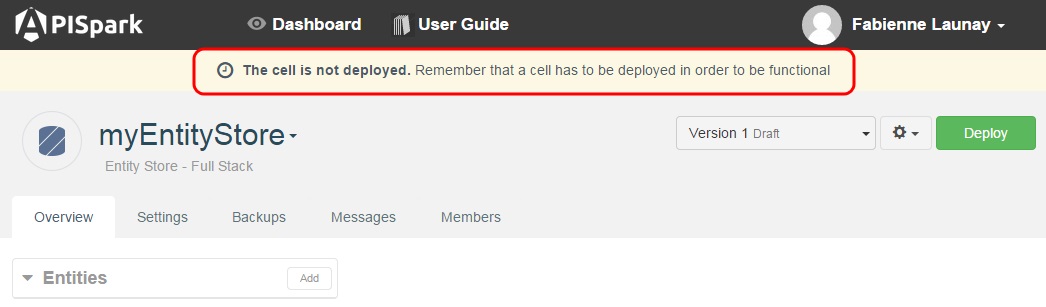 APISpark Dashboard User Guide Fabienne Launay
The cell is not deployed. Remember that a cell has to be deployed in order to be functional
myEntityStore Version 1 Draft Deploy
Entity Store - Full Stack
Overview Settings Backups Messages Members
Entities Add